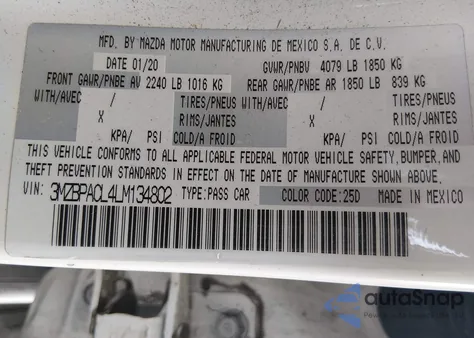 MFD. BY MAZDA MOTOR MANUFACTURING DE MEXICO S.A. DE C.V.
DATE 01/20 GVWR/PNBV 4079 LB 1850 KG
FRONT GAWR/PNBE AV 2240 LB 1016 KG REAR GAWR/PNBE AR 1850 LB 839 KG
WITH/AVEC / TIRES/PNEUS WITH/AVEC / TIRES/PNEUS
X RIMS/JANTES X RIMS/JANTES
KPA/ PSI COLD/A FROID KPA/ PSI COLD/A FROID
THIS VEHICLE CONFORMS TO ALL APPLICABLE FEDERAL MOTOR VEHICLE SAFETY, BUMPER, AND
THEFT PREVENTION STANDARDS IN EFFECT ON THE DATE OF MANUFACTURE SHOWN ABOVE.
VIN: 3MZBPACL4LM134802 TYPE:PASS CAR COLOR CODE:25D MADE IN MEXICO
autoSnap